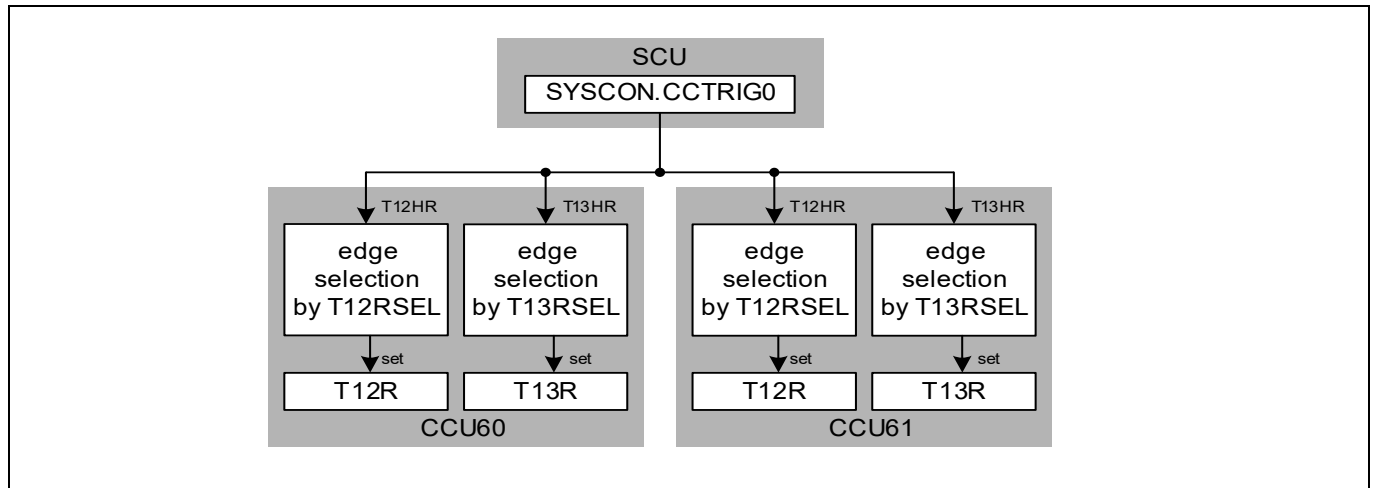 SCU
SYSCON.CCTRIG0
T12HR
T13HR
T12HR
T13HR
edge
selection
by T12RSEL
edge
selection
by T13RSEL
edge
selection
by T12RSEL
edge
selection
by T13RSEL
set
set
set
set
T12R
T13R
T12R
T13R
CCU60
CCU61